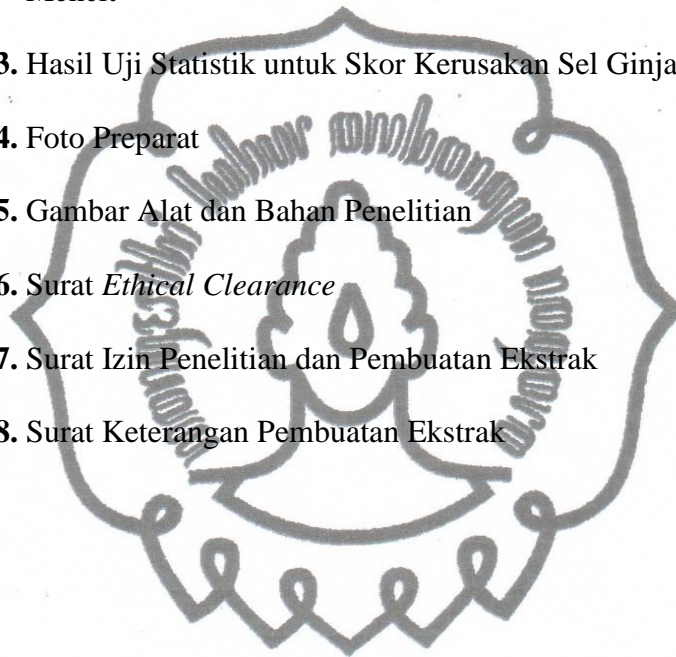 3. Hasil Uji Statistik untuk Skor Kerusakan Sel Ginja
4. Foto Preparat
5. Gambar Alat dan Bahan Penelitian
6. Surat Ethical Clearance
7. Surat Izin Penelitian dan Pembuatan Ekstrak
8. Surat Keterangan Pembuatan Ekstrak